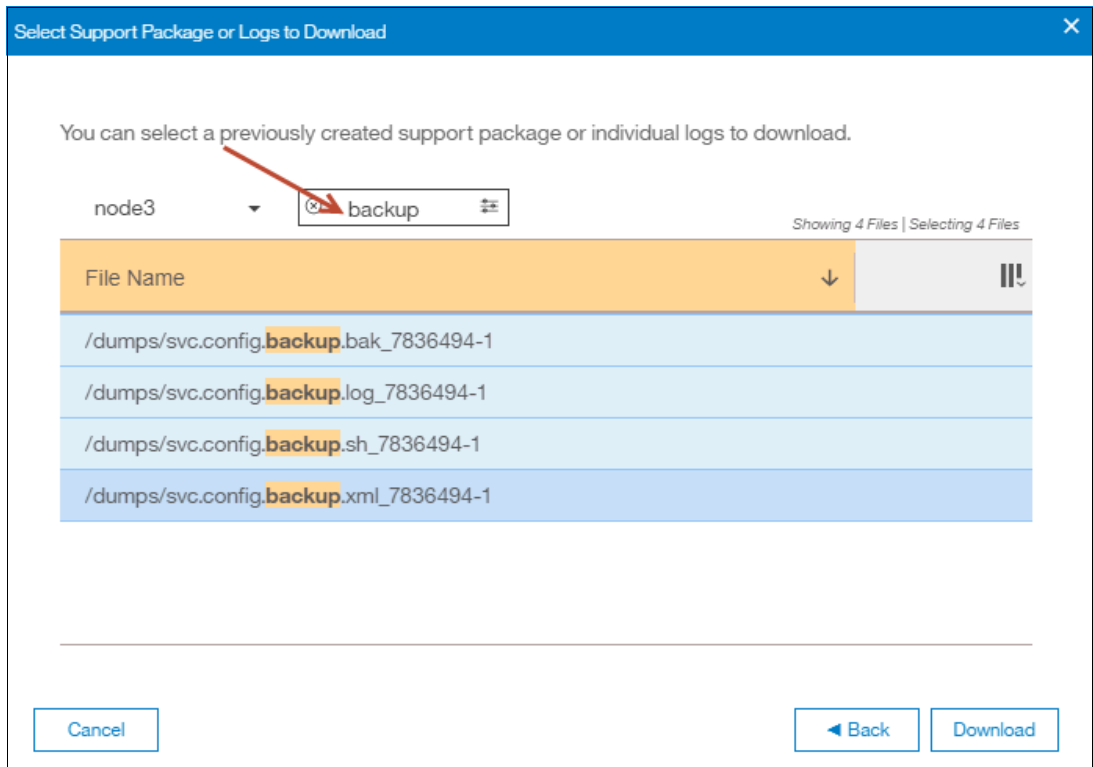 Select Support Package or Logs to Download
You can select a previously created support package or individual logs to download.
node3
backup
Showing 4 Files | Selecting 4 Files
File Name
/dumps/svc.config.backup.bak_7836494-1
/dumps/svc.config.backup.log_7836494-1
/dumps/svc.config.backup.sh_7836494-1
/dumps/svc.config.backup.xml_7836494-1
Cancel
Back
Download